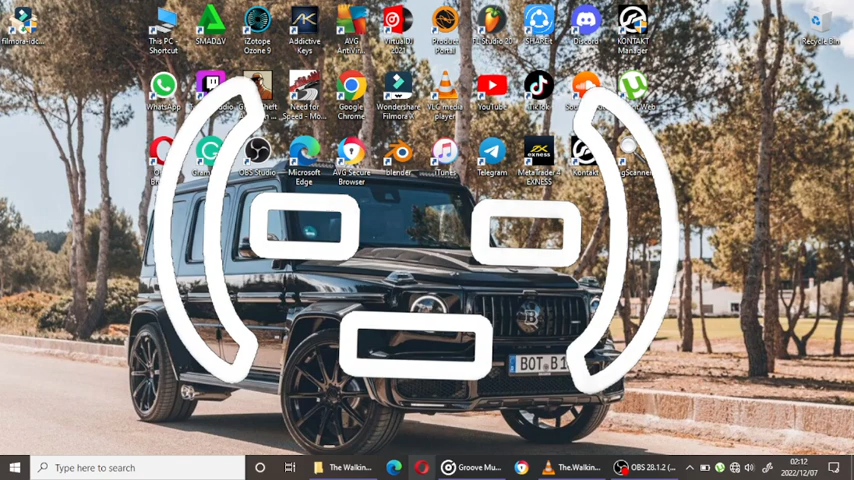 filmora-idc...
This PC - Shortcut
SMADAV
iZotope Ozone 9
Addictive Keys
AVG AntiVir...
VirtualDJ 2021
Product Portal
FL Studio 20
SHAREit
Discord
KONTAKT Manager
Recycle Bin
WhatsApp
Need for Speed - Mo...
Google Chrome
Wondershare Filmora X
VLC media player
YouTube
TikTok
OBS Studio
Microsoft Edge
AVG Secure Browser
blender
iTunes
Telegram
MetaTrader 4 EXNESS
Kontakt
exness
BOT B
Type here to search
The Walkin...
Groove Mu...
The.Walkin...
OBS 28.1.2 (...
02:12
2022/12/07